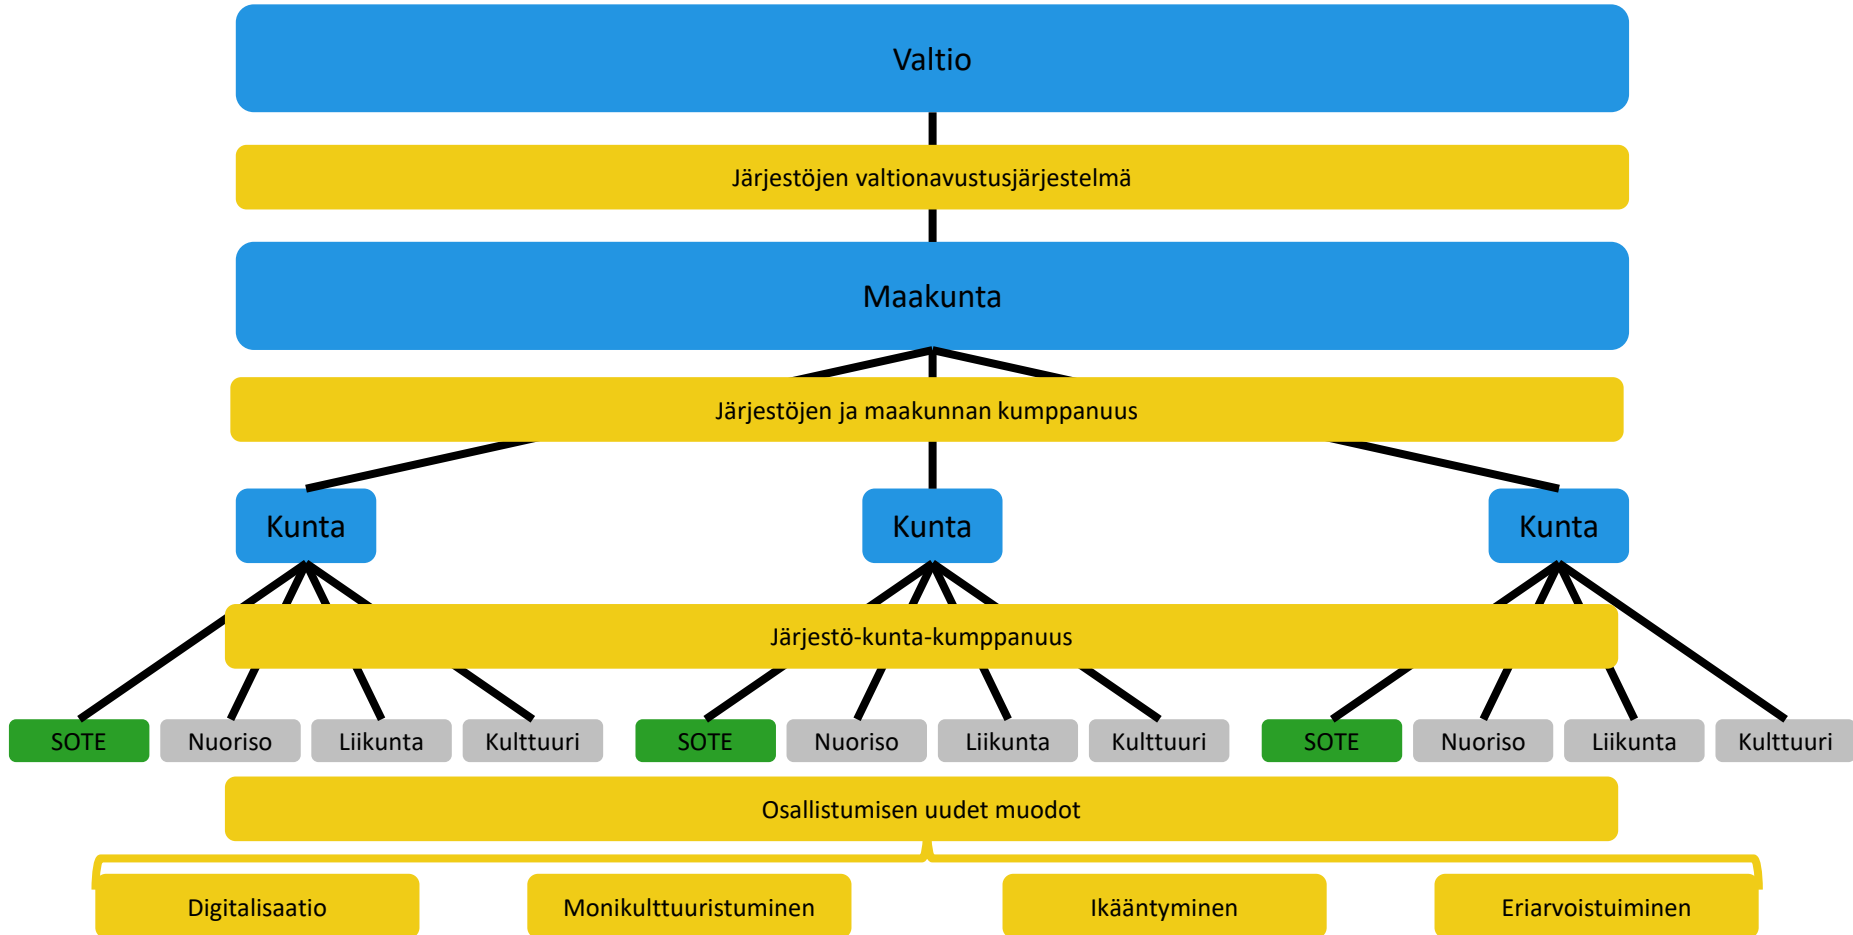 Valtio
Järjestöjen valtionavustusjärjestelmä
Maakunta
Järjestöjen ja maakunnan kumppanuus
Kunta
Kunta
Kunta
Järjestö-kunta-kumppanuus
SOTE
Nuoriso
Liikunta
Kulttuuri
SOTE
Nuoriso
Liikunta
Kulttuuri
SOTE
Nuoriso
Liikunta
Kulttuuri
Osallistumisen uudet muodot
Digitalisaatio
Monikulttuuristuminen
Ikääntyminen
Eriarvoistuiminen